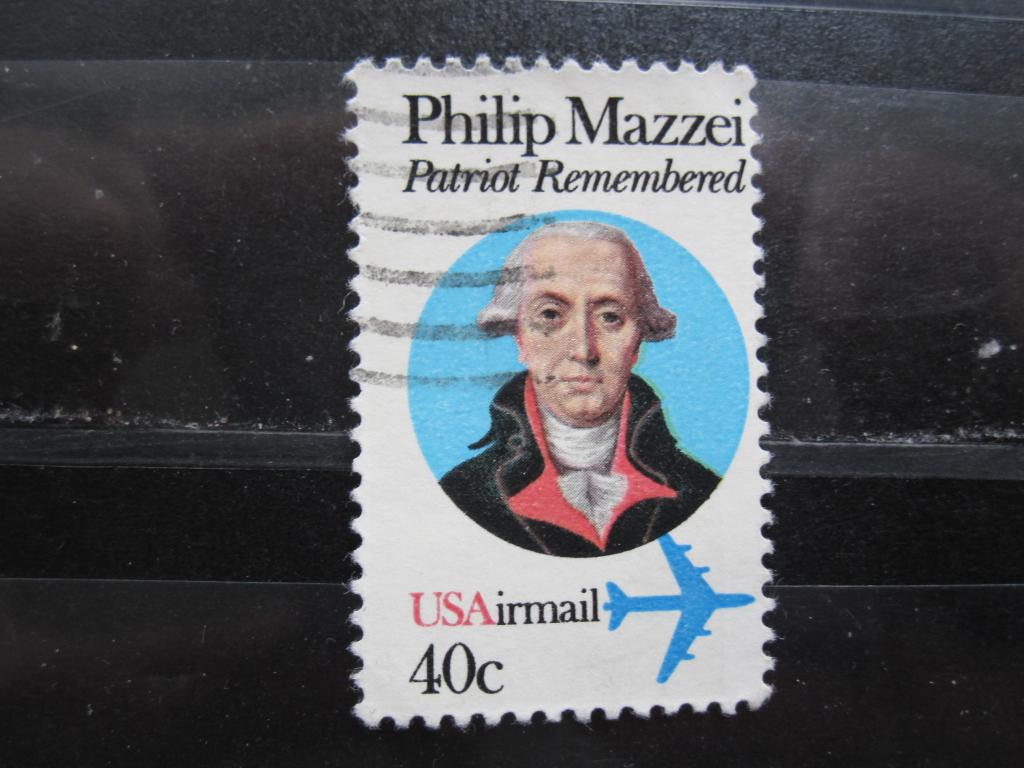 Philip Mazzei
Patriot Remembered
USAirmail
40c